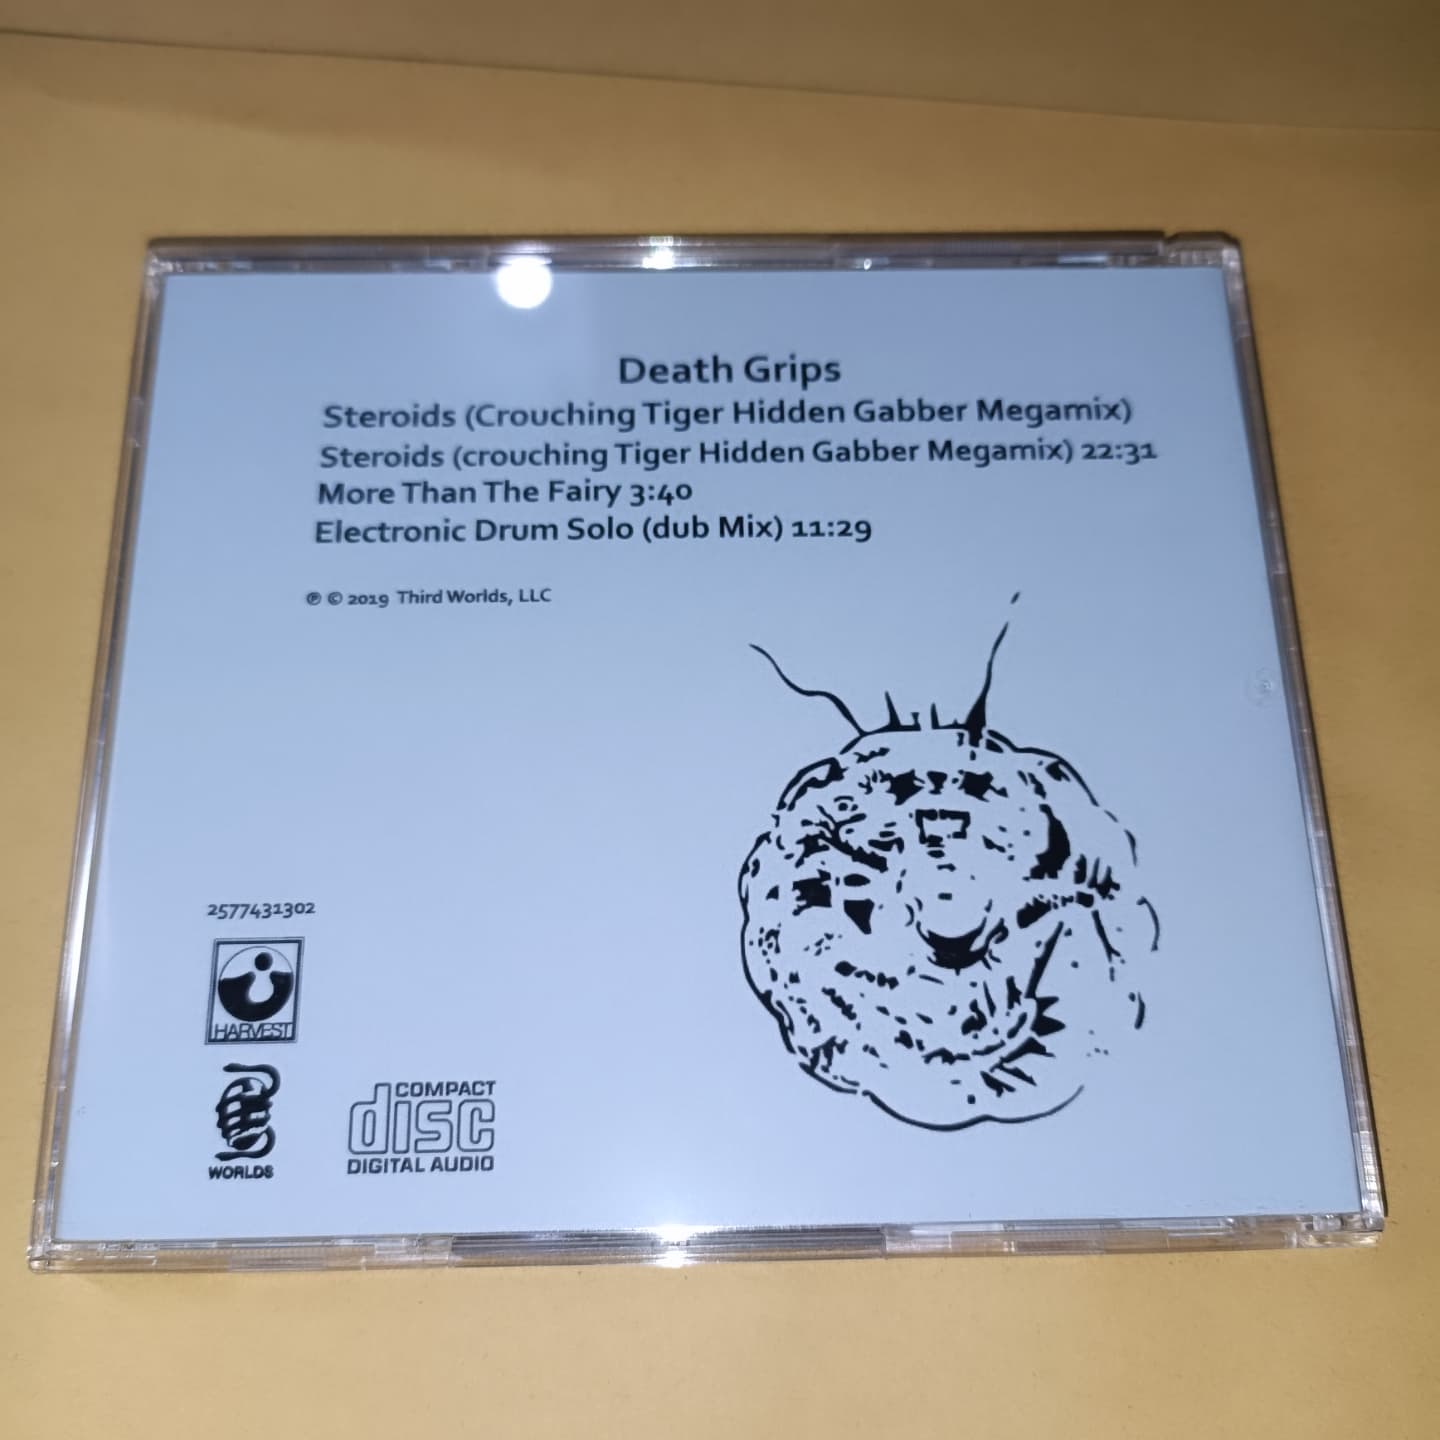 Death Grips
Steroids (Crouching Tiger Hidden Gabber Megamix)
Steroids (crouching Tiger Hidden Gabber Megamix) 22:31
More Than The Fairy 3:40
Electronic Drum Solo (dub Mix) 11:29
℗ © 2019 Third Worlds, LLC
2577431302
HARVEST
WORLDS
COMPACT
disc
DIGITAL AUDIO